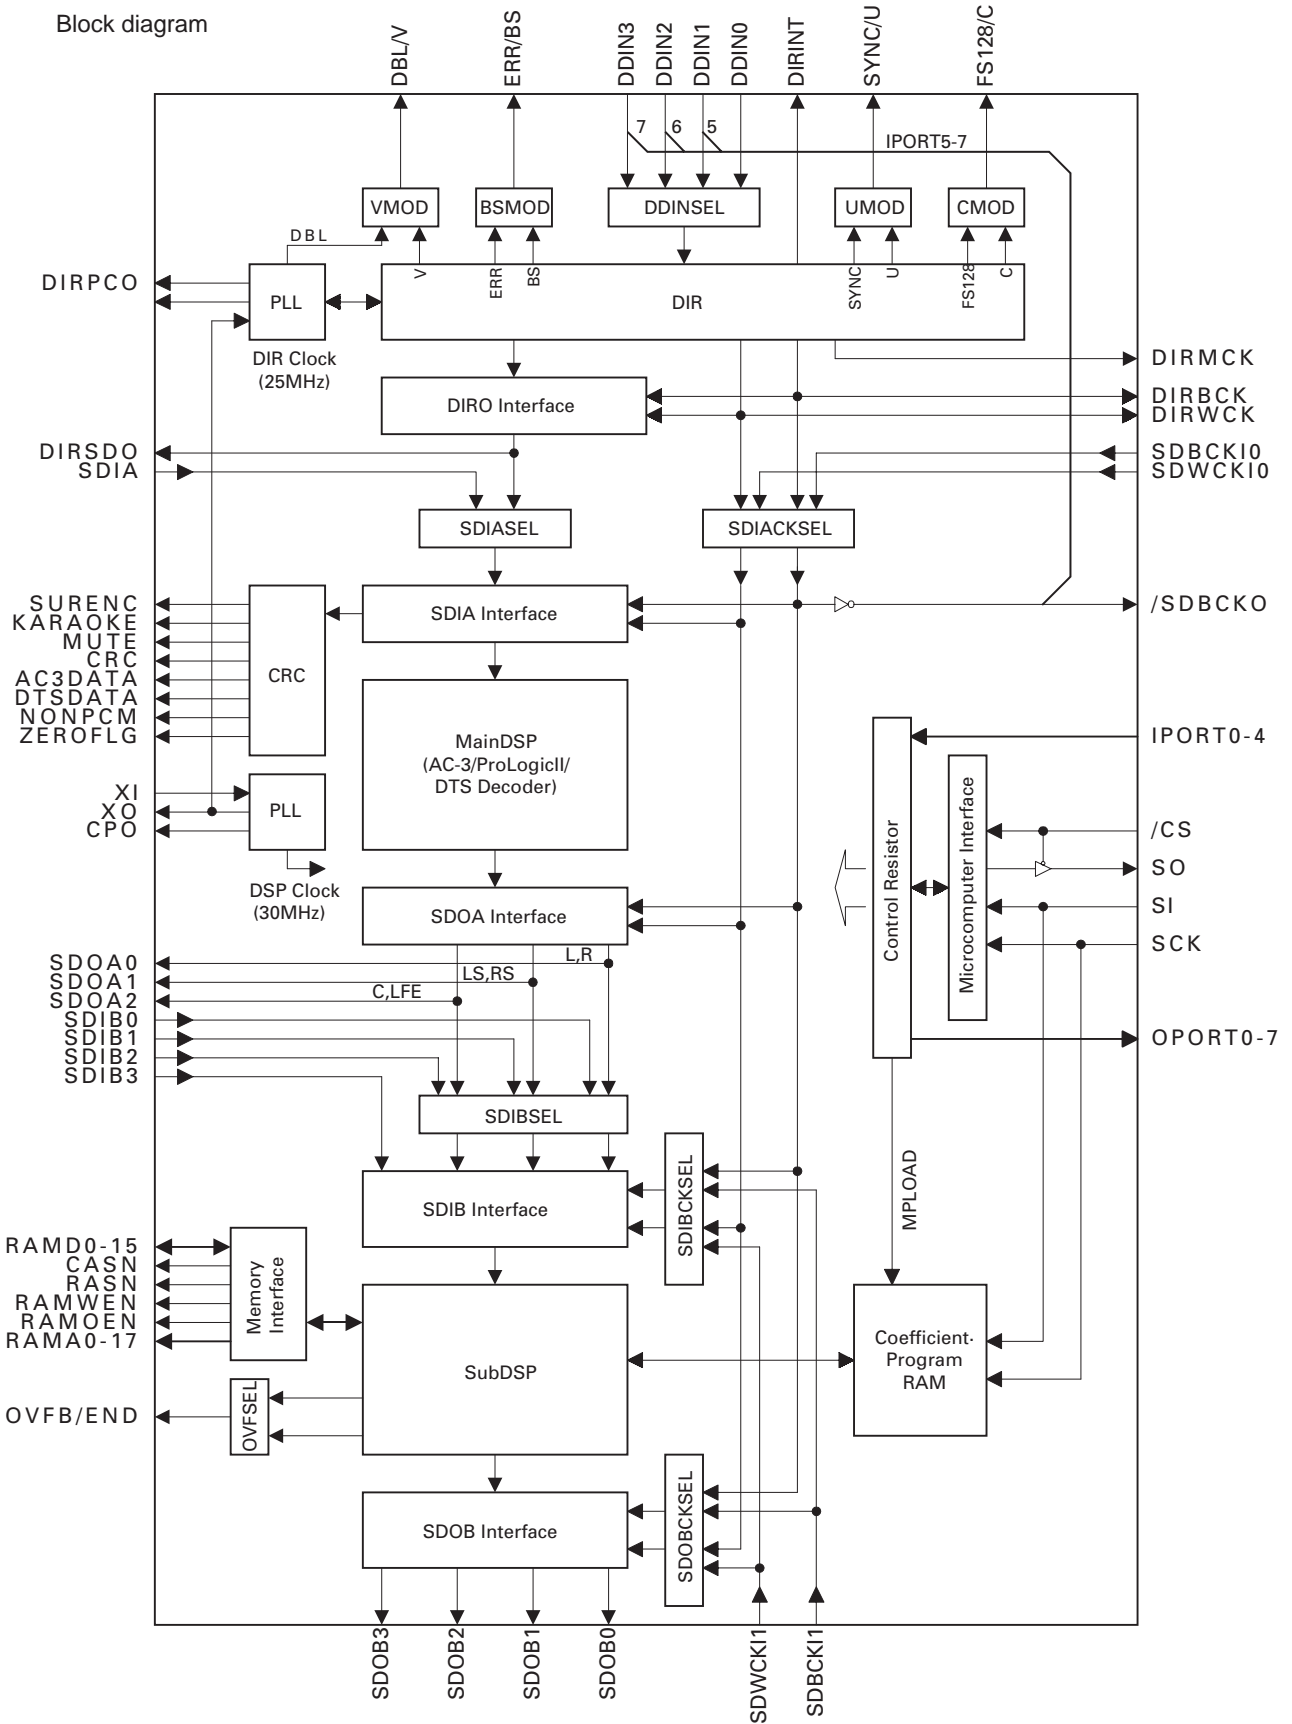 Block diagram
DBL/V
ERR/BS
DDIN3
DDIN2
DDIN1
DDIN0
DIRINT
SYNC/U
FS128/C
7
6
5
IPORT5-7
VMOD
BSMOD
DDINSEL
UMOD
CMOD
DBL
V
ERR
BS
SYNC
U
FS128
C
DIRPCO
PLL
DIR
DIR Clock
(25MHz)
DIRMCK
DIRO Interface
DIRBCK
DIRWCK
DIRSDO
SDIA
SDBCKI0
SDWCKI0
SDIASEL
SDIACKSEL
SURENC
KARAOKE
MUTE
CRC
AC3DATA
DTSDATA
NONPCM
ZEROFLG
CRC
SDIA Interface
/SDBCKO
MainDSP
(AC-3/ProLogicII/
DTS Decoder)
IPORT0-4
XI
XO
CPO
PLL
DSP Clock
(30MHz)
Control Resistor
Microcomputer Interface
/CS
SO
SI
SCK
SDOA Interface
L,R
LS,RS
C,LFE
SDOA0
SDOA1
SDOA2
SDIB0
SDIB1
SDIB2
SDIB3
OPORT0-7
SDIBSEL
SDIB Interface
SDIBCKSEL
MPLOAD
RAMD0-15
CASN
RASN
RAMWEN
RAMOEN
RAMA0-17
Memory
Interface
SubDSP
Coefficient·
Program
RAM
OVFB/END
OVFSEL
SDOB Interface
SDOBCKSEL
SDOB3
SDOB2
SDOB1
SDOB0
SDWCKI1
SDBCKI1